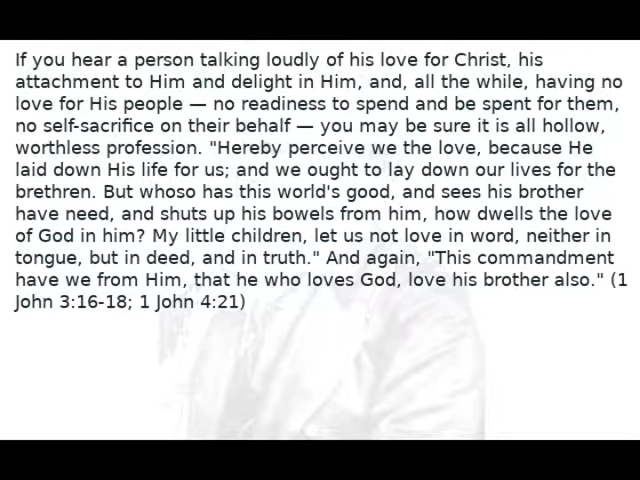 If you hear a person talking loudly of his love for Christ, his
attachment to Him and delight in Him, and, all the while, having no
love for His people — no readiness to spend and be spent for them,
no self-sacrifice on their behalf — you may be sure it is all hollow,
worthless profession. "Hereby perceive we the love, because He
laid down His life for us; and we ought to lay down our lives for the
brethren. But whoso has this world's good, and sees his brother
have need, and shuts up his bowels from him, how dwells the love
of God in him? My little children, let us not love in word, neither in
tongue, but in deed, and in truth." And again, "This commandment
have we from Him, that he who loves God, love his brother also." (1
John 3:16-18; 1 John 4:21)